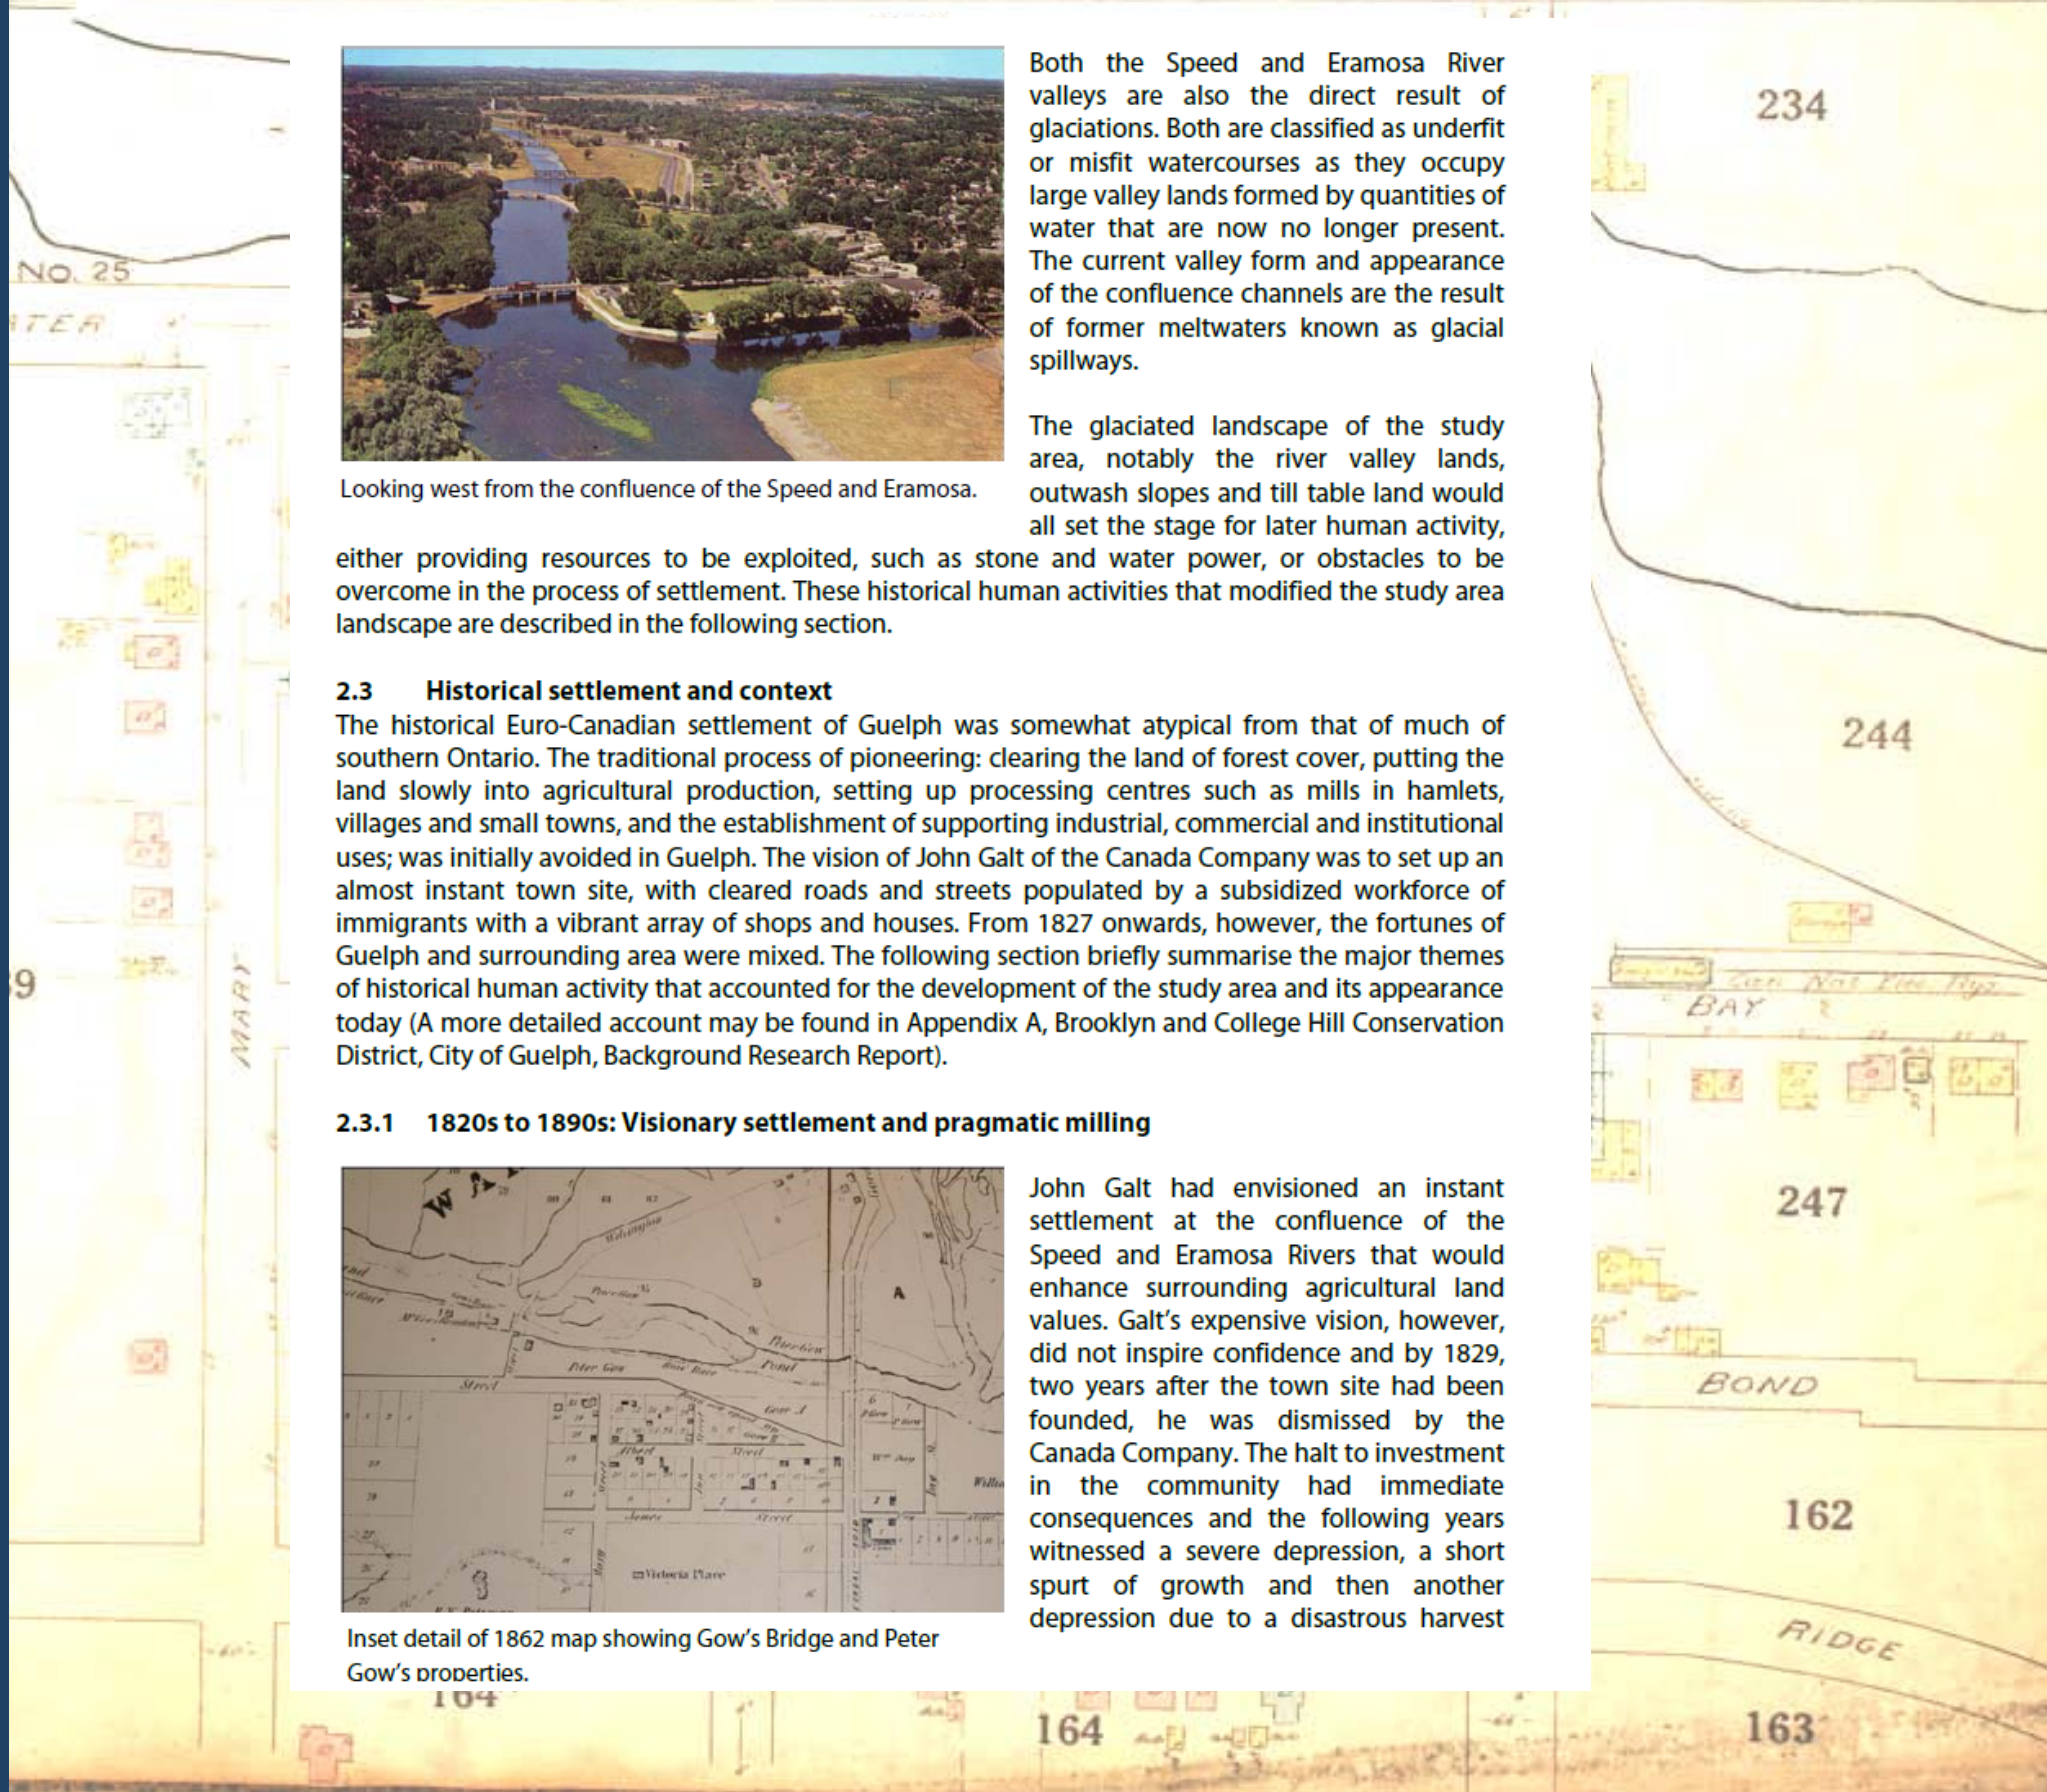 Both the Speed and Eramosa River
valleys are also the direct result of
glaciations. Both are classified as underfit
or misfit watercourses as they occupy
large valley lands formed by quantities of
water that are now no longer present.
The current valley form and appearance
of the confluence channels are the result
of former meltwaters known as glacial
spillways.
The glaciated landscape of the study
area, notably the river valley lands,
outwash slopes and till table land would
all set the stage for later human activity,
Looking west from the confluence of the Speed and Eramosa.
either providing resources to be exploited, such as stone and water power, or obstacles to be
overcome in the process of settlement. These historical human activities that modified the study area
landscape are described in the following section.
2.3 Historical settlement and context
The historical Euro-Canadian settlement of Guelph was somewhat atypical from that of much of
southern Ontario. The traditional process of pioneering: clearing the land of forest cover, putting the
land slowly into agricultural production, setting up processing centres such as mills in hamlets,
villages and small towns, and the establishment of supporting industrial, commercial and institutional
uses; was initially avoided in Guelph. The vision of John Galt of the Canada Company was to set up an
almost instant town site, with cleared roads and streets populated by a subsidized workforce of
immigrants with a vibrant array of shops and houses. From 1827 onwards, however, the fortunes of
Guelph and surrounding area were mixed. The following section briefly summarise the major themes
of historical human activity that accounted for the development of the study area and its appearance
today (A more detailed account may be found in Appendix A, Brooklyn and College Hill Conservation
District, City of Guelph, Background Research Report).
2.3.1 1820s to 1890s: Visionary settlement and pragmatic milling
John Galt had envisioned an instant
settlement at the confluence of the
Speed and Eramosa Rivers that would
enhance surrounding agricultural land
values. Galt's expensive vision, however,
did not inspire confidence and by 1829,
two years after the town site had been
founded, he was dismissed by the
Canada Company. The halt to investment
in the community had immediate
consequences and the following years
witnessed a severe depression, a short
spurt of growth and then another
depression due to a disastrous harvest
Inset detail of 1862 map showing Gow's Bridge and Peter
Gow's properties.
Wellington
A
Peter Gow
Pond
Street
Gow
Albert Street
James Street
Victoria Place
No. 25
MARY
234
244
BAY
247
BOND
162
RIDGE
163
164
164